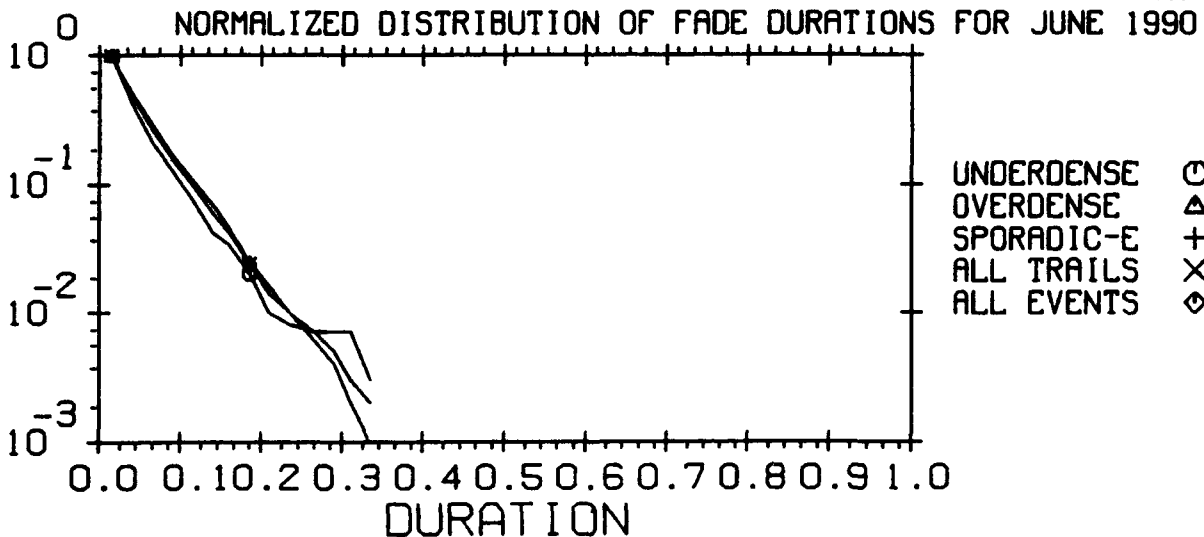 NORMALIZED DISTRIBUTION OF FADE DURATIONS FOR JUNE 1990
10^0
10^-1
10^-2
10^-3
0.0 0.1 0.2 0.3 0.4 0.5 0.6 0.7 0.8 0.9 1.0
DURATION
UNDERDENSE
OVERDENSE
SPORADIC-E
ALL TRAILS
ALL EVENTS